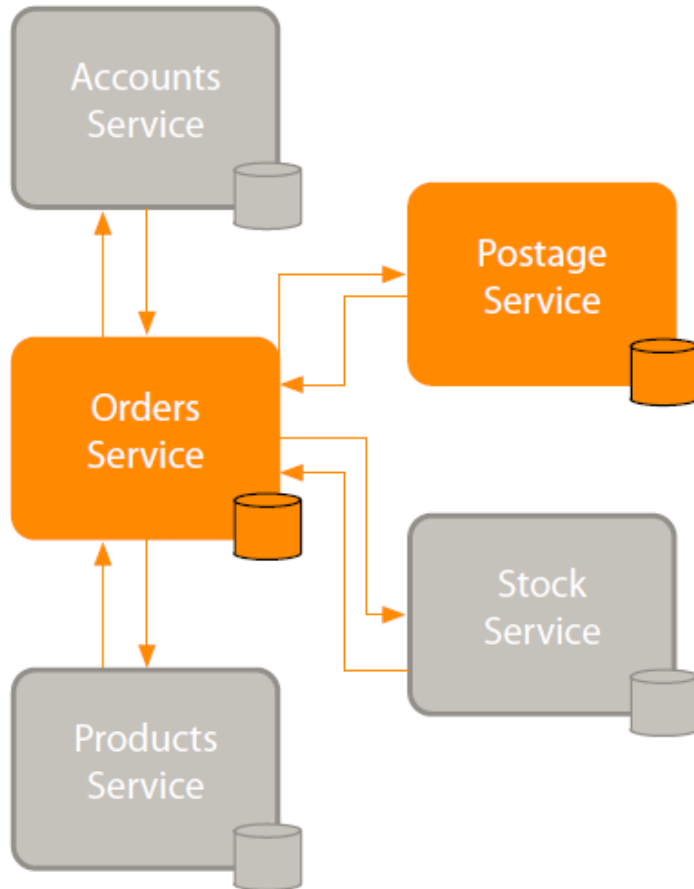 Accounts
Service
Postage
Service
Orders
Service
Stock
Service
Products
Service